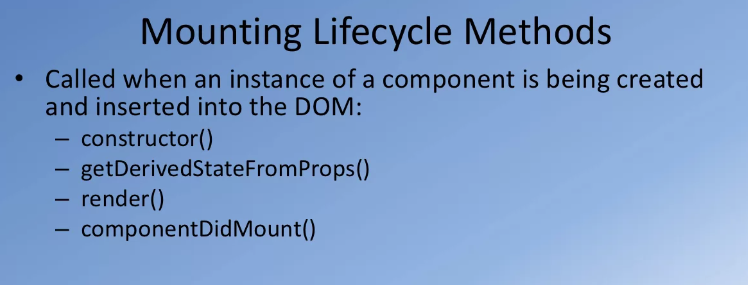 Mounting Lifecycle Methods
• Called when an instance of a component is being created
and inserted into the DOM:
– constructor()
– getDerivedStateFromProps()
– render()
– componentDidMount()